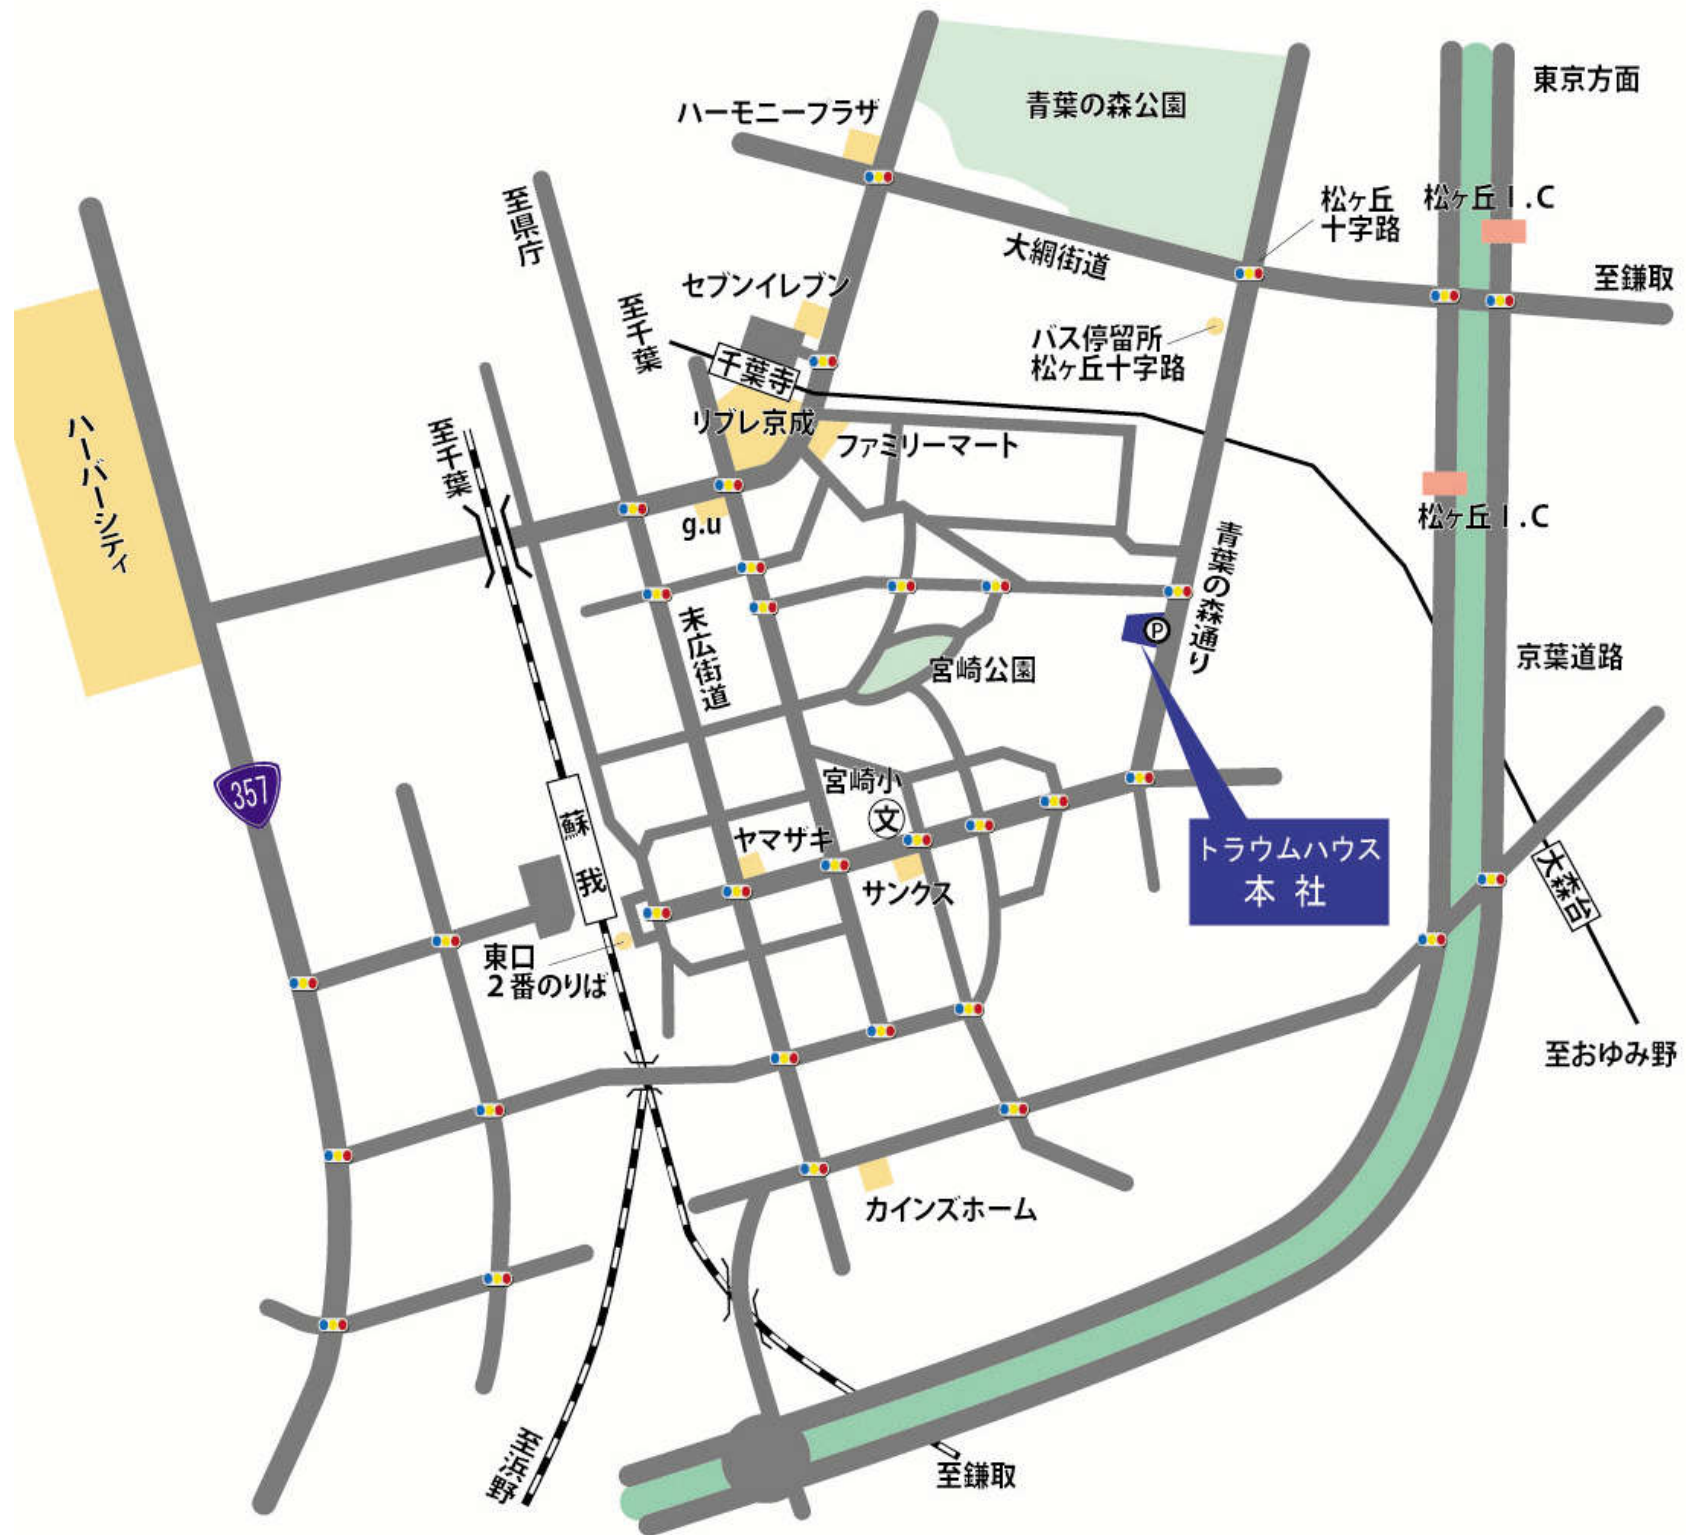 東京方面
青葉の森公園
ハーモニーフラザ
松ヶ丘
十字路
松ヶ丘I.C
至県庁
大網街道
至鎌取
セブンイレブン
至千葉
バス停留所
松ヶ丘十字路
千葉寺
リブレ京成
ファミリーマート
ハーバーシティ
至千葉
g.u
松ヶ丘I.C
青葉の森通り
末広街道
P
宮崎公園
京葉道路
357
宮崎小
文
蘇我
ヤマザキ
サンクス
トラウムハウス
本社
大森台
東口
2番のりば
至おゆみ野
カインズホーム
至浜野
至鎌取